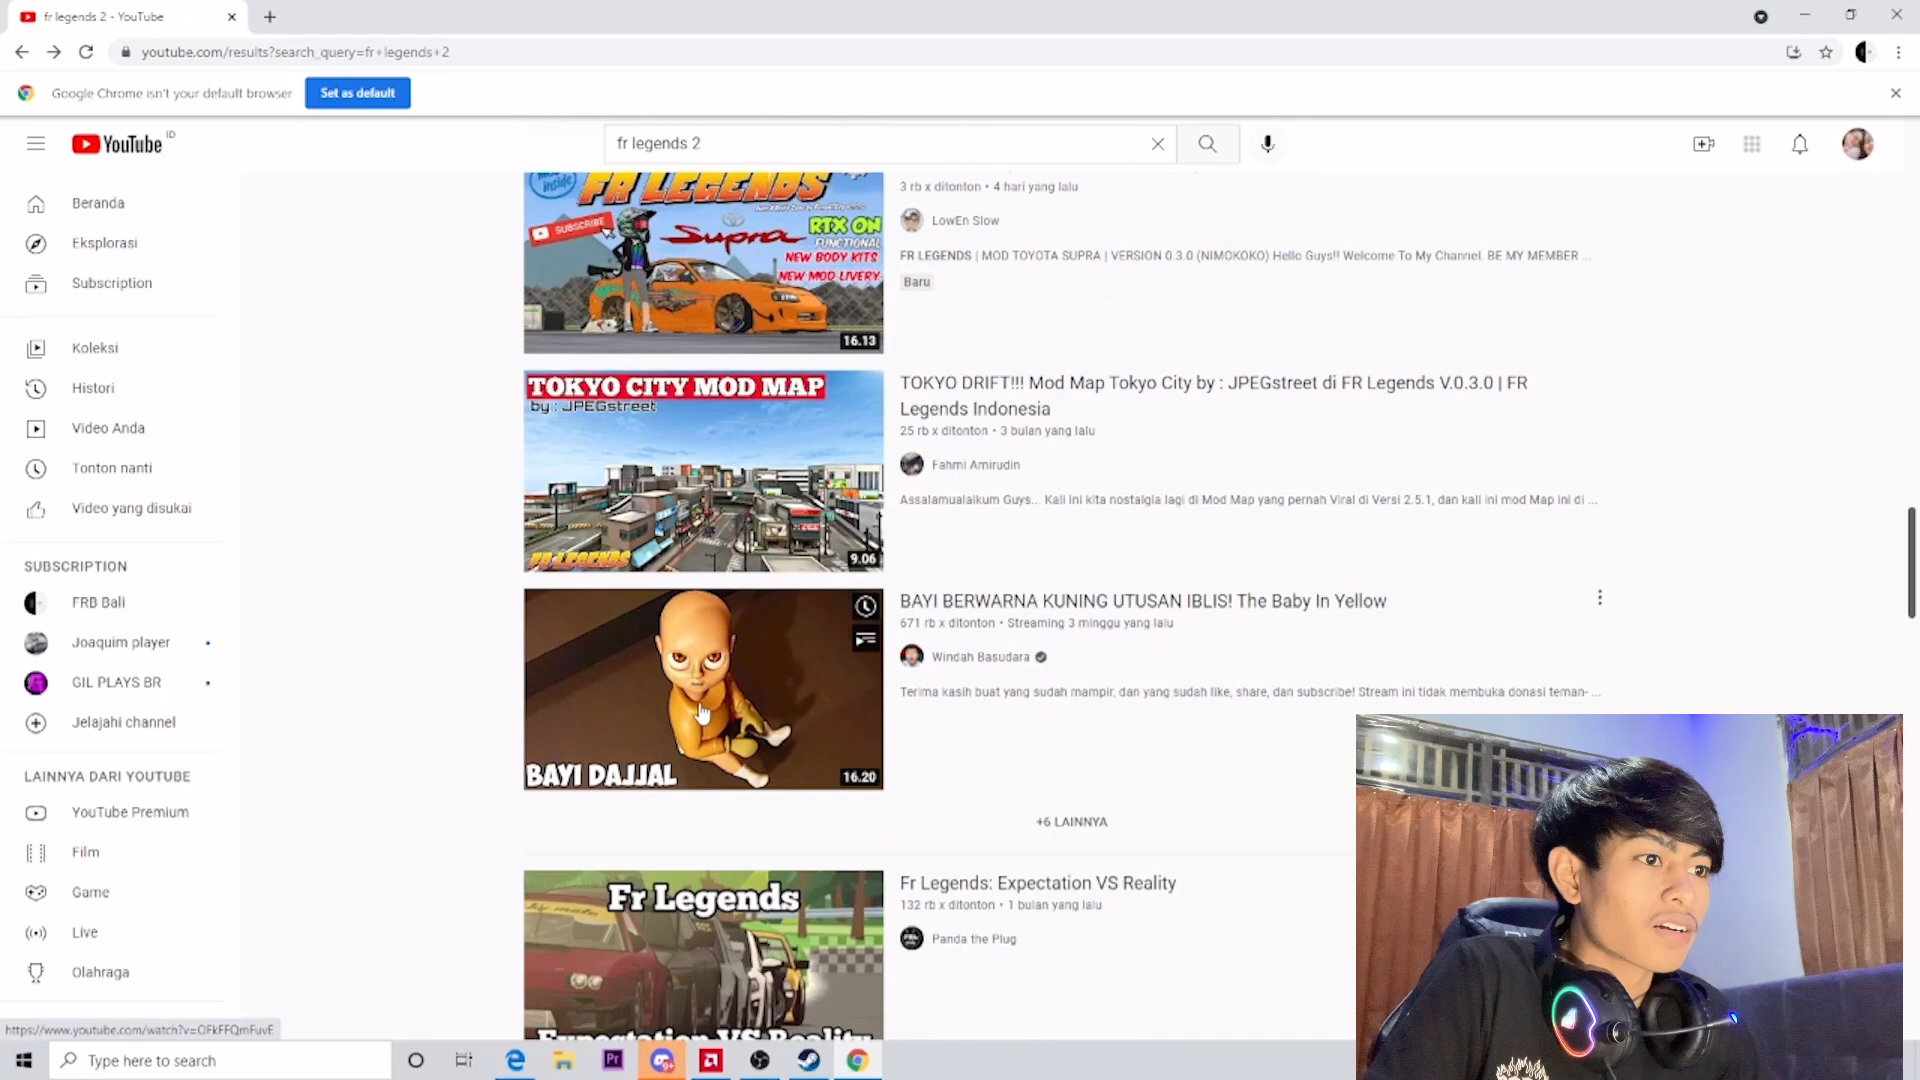 fr legends 2 - YouTube
youtube.com/results?search_query=fr+legends+2
Google Chrome isn't your default browser
Set as default
YouTube ID
fr legends 2
Beranda
Eksplorasi
Subscription
Koleksi
Histori
Video Anda
Tonton nanti
Video yang disukai
SUBSCRIPTION
FRB Bali
Joaquim player
GIL PLAYS BR
Jelajahi channel
LAINNYA DARI YOUTUBE
YouTube Premium
Film
Game
Live
Olahraga
inside
FR LEGENDS
SUBSCRIBE
Supra
RTX ON
FUNCTIONAL
NEW BODY KITS
NEW MOD LIVERY
16.13
3 rb x ditonton • 4 hari yang lalu
LowEn Slow
FR LEGENDS | MOD TOYOTA SUPRA | VERSION 0.3.0 (NIMOKOKO) Hello Guys!! Welcome To My Channel. BE MY MEMBER ...
Baru
TOKYO CITY MOD MAP
by : JPEGstreet
FR LEGENDS
9.06
TOKYO DRIFT!!! Mod Map Tokyo City by : JPEGstreet di FR Legends V.0.3.0 | FR
Legends Indonesia
25 rb x ditonton • 3 bulan yang lalu
Fahmi Amirudin
Assalamualaikum Guys... Kali ini kita nostalgia lagi di Mod Map yang pernah Viral di Versi 2.5.1, dan kali ini mod Map ini di ...
BAYI DAJJAL
16.20
BAYI BERWARNA KUNING UTUSAN IBLIS! The Baby In Yellow
671 rb x ditonton • Streaming 3 minggu yang lalu
Windah Basudara
Terima kasih buat yang sudah mampir, dan yang sudah like, share, dan subscribe! Stream ini tidak membuka donasi teman- ...
+6 LAINNYA
Fr Legends
Expectation VS Reality
Fr Legends: Expectation VS Reality
132 rb x ditonton • 1 bulan yang lalu
Panda the Plug
https://www.youtube.com/watch?v=OFkFFQmFuvE
Type here to search
Pr